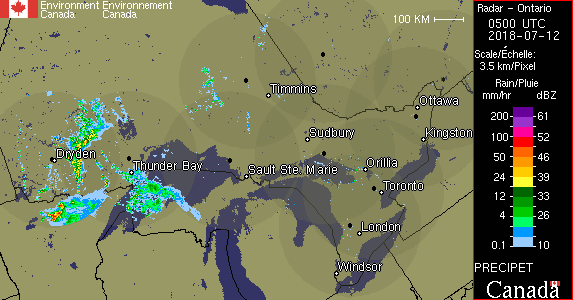 Environment Environnement
Canada Canada
100 KM
Timmins
Ottawa
Sudbury
Kingston
Dryden
Thunder Bay
Sault Ste. Marie
Orillia
Toronto
London
Windsor
Radar - Ontario
0500 UTC
2018-07-12
Scale/Échelle:
3.5 km/Pixel
Rain/Pluie
mm/hr dBZ
200 61
100 52
50 46
24 39
12 33
4 26
0.1 10
PRECIPET
Canada